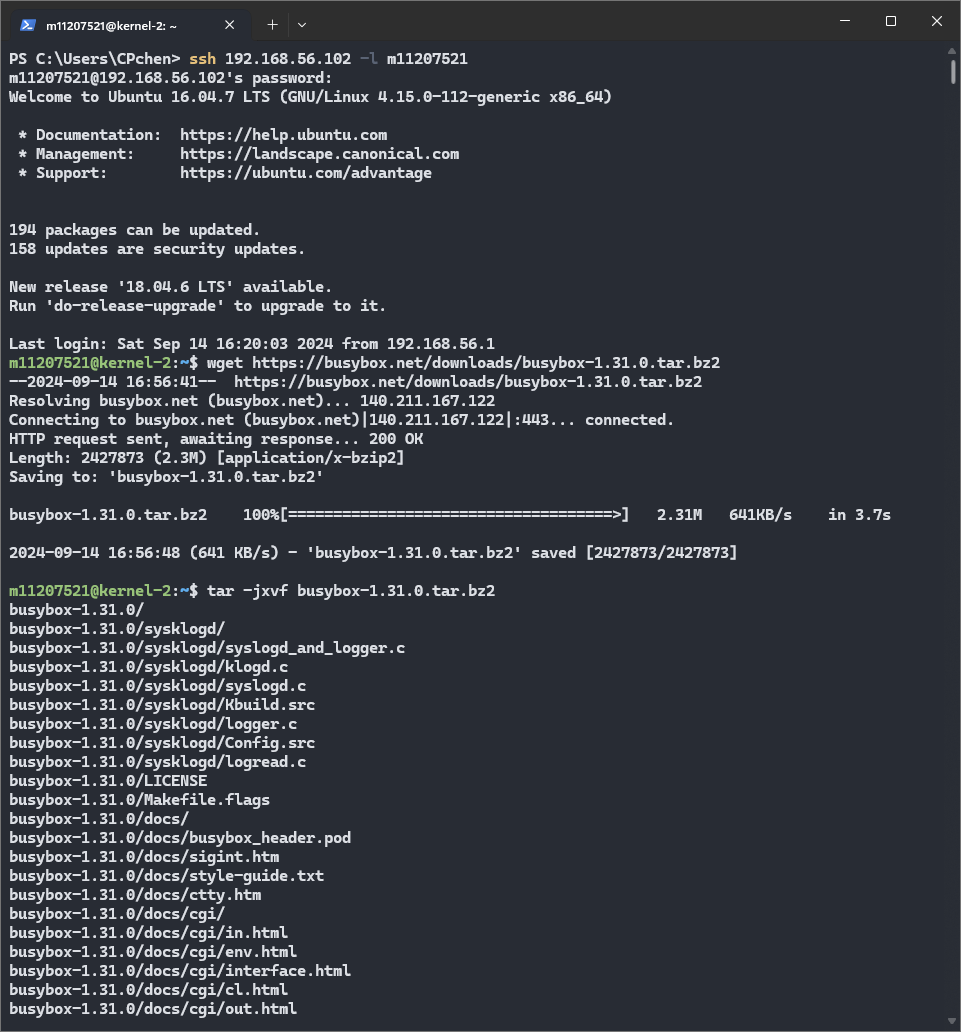 m11207521@kernel-2: ~
PS C:\Users\CPchen> ssh 192.168.56.102 -l m11207521
m11207521@192.168.56.102's password:
Welcome to Ubuntu 16.04.7 LTS (GNU/Linux 4.15.0-112-generic x86_64)
* Documentation:  https://help.ubuntu.com
* Management:     https://landscape.canonical.com
* Support:        https://ubuntu.com/advantage
194 packages can be updated.
158 updates are security updates.
New release '18.04.6 LTS' available.
Run 'do-release-upgrade' to upgrade to it.
Last login: Sat Sep 14 16:20:03 2024 from 192.168.56.1
m11207521@kernel-2:~$ wget https://busybox.net/downloads/busybox-1.31.0.tar.bz2
--2024-09-14 16:56:41--  https://busybox.net/downloads/busybox-1.31.0.tar.bz2
Resolving busybox.net (busybox.net)... 140.211.167.122
Connecting to busybox.net (busybox.net)|140.211.167.122|:443... connected.
HTTP request sent, awaiting response... 200 OK
Length: 2427873 (2.3M) [application/x-bzip2]
Saving to: 'busybox-1.31.0.tar.bz2'
busybox-1.31.0.tar.bz2    100%[====================================>]   2.31M   641KB/s    in 3.7s
2024-09-14 16:56:48 (641 KB/s) - 'busybox-1.31.0.tar.bz2' saved [2427873/2427873]
m11207521@kernel-2:~$ tar -jxvf busybox-1.31.0.tar.bz2
busybox-1.31.0/
busybox-1.31.0/sysklogd/
busybox-1.31.0/sysklogd/syslogd_and_logger.c
busybox-1.31.0/sysklogd/klogd.c
busybox-1.31.0/sysklogd/syslogd.c
busybox-1.31.0/sysklogd/Kbuild.src
busybox-1.31.0/sysklogd/logger.c
busybox-1.31.0/sysklogd/Config.src
busybox-1.31.0/sysklogd/logread.c
busybox-1.31.0/LICENSE
busybox-1.31.0/Makefile.flags
busybox-1.31.0/docs/
busybox-1.31.0/docs/busybox_header.pod
busybox-1.31.0/docs/sigint.htm
busybox-1.31.0/docs/style-guide.txt
busybox-1.31.0/docs/ctty.htm
busybox-1.31.0/docs/cgi/
busybox-1.31.0/docs/cgi/in.html
busybox-1.31.0/docs/cgi/env.html
busybox-1.31.0/docs/cgi/interface.html
busybox-1.31.0/docs/cgi/cl.html
busybox-1.31.0/docs/cgi/out.html